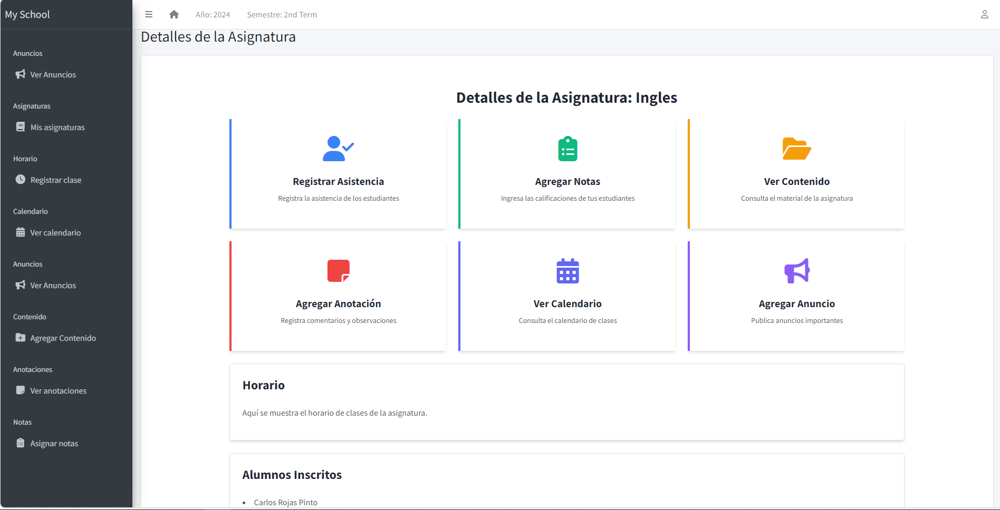 My School
Año: 2024
Semestre: 2nd Term
Anuncios
Ver Anuncios
Asignaturas
Mis asignaturas
Horario
Registrar clase
Calendario
Ver calendario
Anuncios
Ver Anuncios
Contenido
Agregar Contenido
Anotaciones
Ver anotaciones
Notas
Asignar notas
Detalles de la Asignatura
Detalles de la Asignatura: Ingles
Registrar Asistencia
Registra la asistencia de los estudiantes
Agregar Notas
Ingresa las calificaciones de tus estudiantes
Ver Contenido
Consulta el material de la asignatura
Agregar Anotación
Registra comentarios y observaciones
Ver Calendario
Consulta el calendario de clases
Agregar Anuncio
Publica anuncios importantes
Horario
Aquí se muestra el horario de clases de la asignatura.
Alumnos Inscritos
• Carlos Rojas Pinto